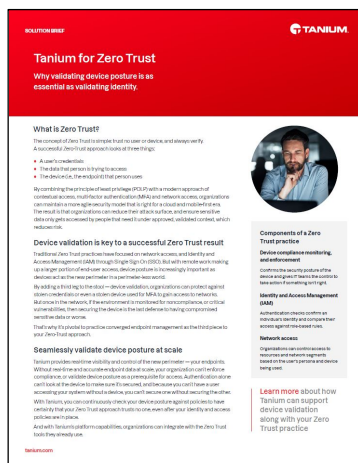 SOLUTION BRIEF
TANIUM
Tanium for Zero Trust
Why validating device posture is as
essential as validating identity.
What is Zero Trust?
The concept of Zero Trust is simple: trust no user or device, and always verify.
A successful Zero-Trust approach looks at three things:
A user's credentials
The data that person is trying to access
The device (i.e., the endpoint) that person uses
By combining the principle of least privilege (POLP) with a modern approach of
contextual access, multi-factor authentication (MFA) and network access, organizations
can maintain a more agile security model that is right for a cloud and mobile-first era.
The result is that organizations can reduce their attack surface, and ensure sensitive
data only gets accessed by people that need it under approved, validated context, which
reduces risk.
Device validation is key to a successful Zero Trust result
Traditional Zero Trust practices have focused on network access, and Identity and
Access Management (IAM) through Single Sign On (SSO). But with remote work making
up a larger portion of end-user access, device posture is increasingly important as
devices act as the new perimeter in a perimeter-less world.
By adding a third leg to the stool — device validation, organizations can protect against
stolen credentials or even a stolen device used for MFA to gain access to networks.
But once in the network, if the environment is monitored for noncompliance, or critical
vulnerabilities, then securing the device is the last defense to having compromised
sensitive data or worse.
That's why it's pivotal to practice converged endpoint management as the third piece to
your Zero-Trust approach.
Seamlessly validate device posture at scale
Tanium provides real-time visibility and control of the new perimeter — your endpoints.
Without real-time and accurate endpoint data at scale, your organization can't enforce
compliance, or validate device posture as a prerequisite for access. Authentication alone
can't look at the device to make sure it's secured, and because you can't have a user
accessing your system without a device, you can't secure one without securing the other.
With Tanium, you can continuously check your device posture against policies to have
certainty that your Zero Trust approach trusts no one, even after your identity and access
policies are in place.
And with Tanium's platform capabilities, organizations can integrate with the Zero Trust
tools they already use.
Components of a Zero
Trust practice
Device compliance monitoring,
and enforcement
Confirms the security posture of the
device and gives IT teams the control to
take action if something isn't right.
Identity and Access Management
(IAM)
Authentication checks confirm an
individual's identity and compare their
access against role-based rules.
Network access
Organizations can control access to
resources and network segments
based on the user's persona and device
being used.
Learn more about how
Tanium can support
device validation
along with your Zero
Trust practice
tanium.com